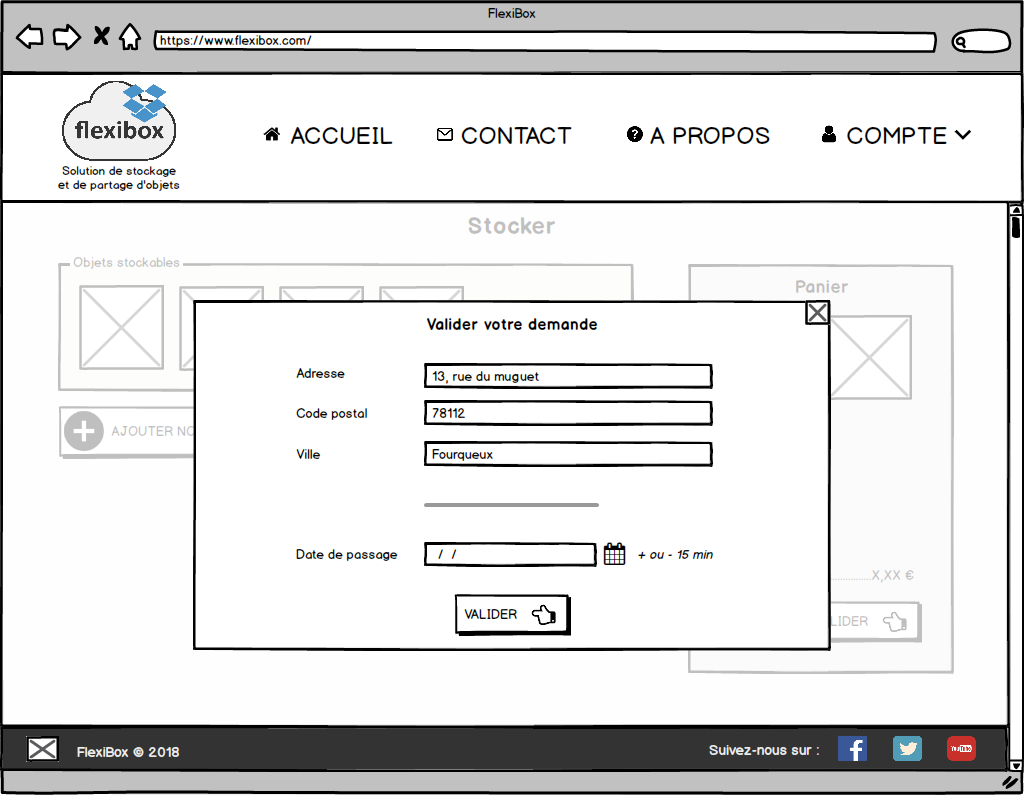 FlexiBox
https://www.flexibox.com/
flexibox
Solution de stockage
et de partage d'objets
ACCUEIL
CONTACT
A PROPOS
COMPTE
Stocker
Objets stockables
Panier
AJOUTER NO
Valider votre demande
Adresse
13, rue du muguet
Code postal
78112
Ville
Fourqueux
Date de passage
/ /
+ ou - 15 min
VALIDER
X,XX €
LIDER
FlexiBox © 2018
Suivez-nous sur :
YouTube